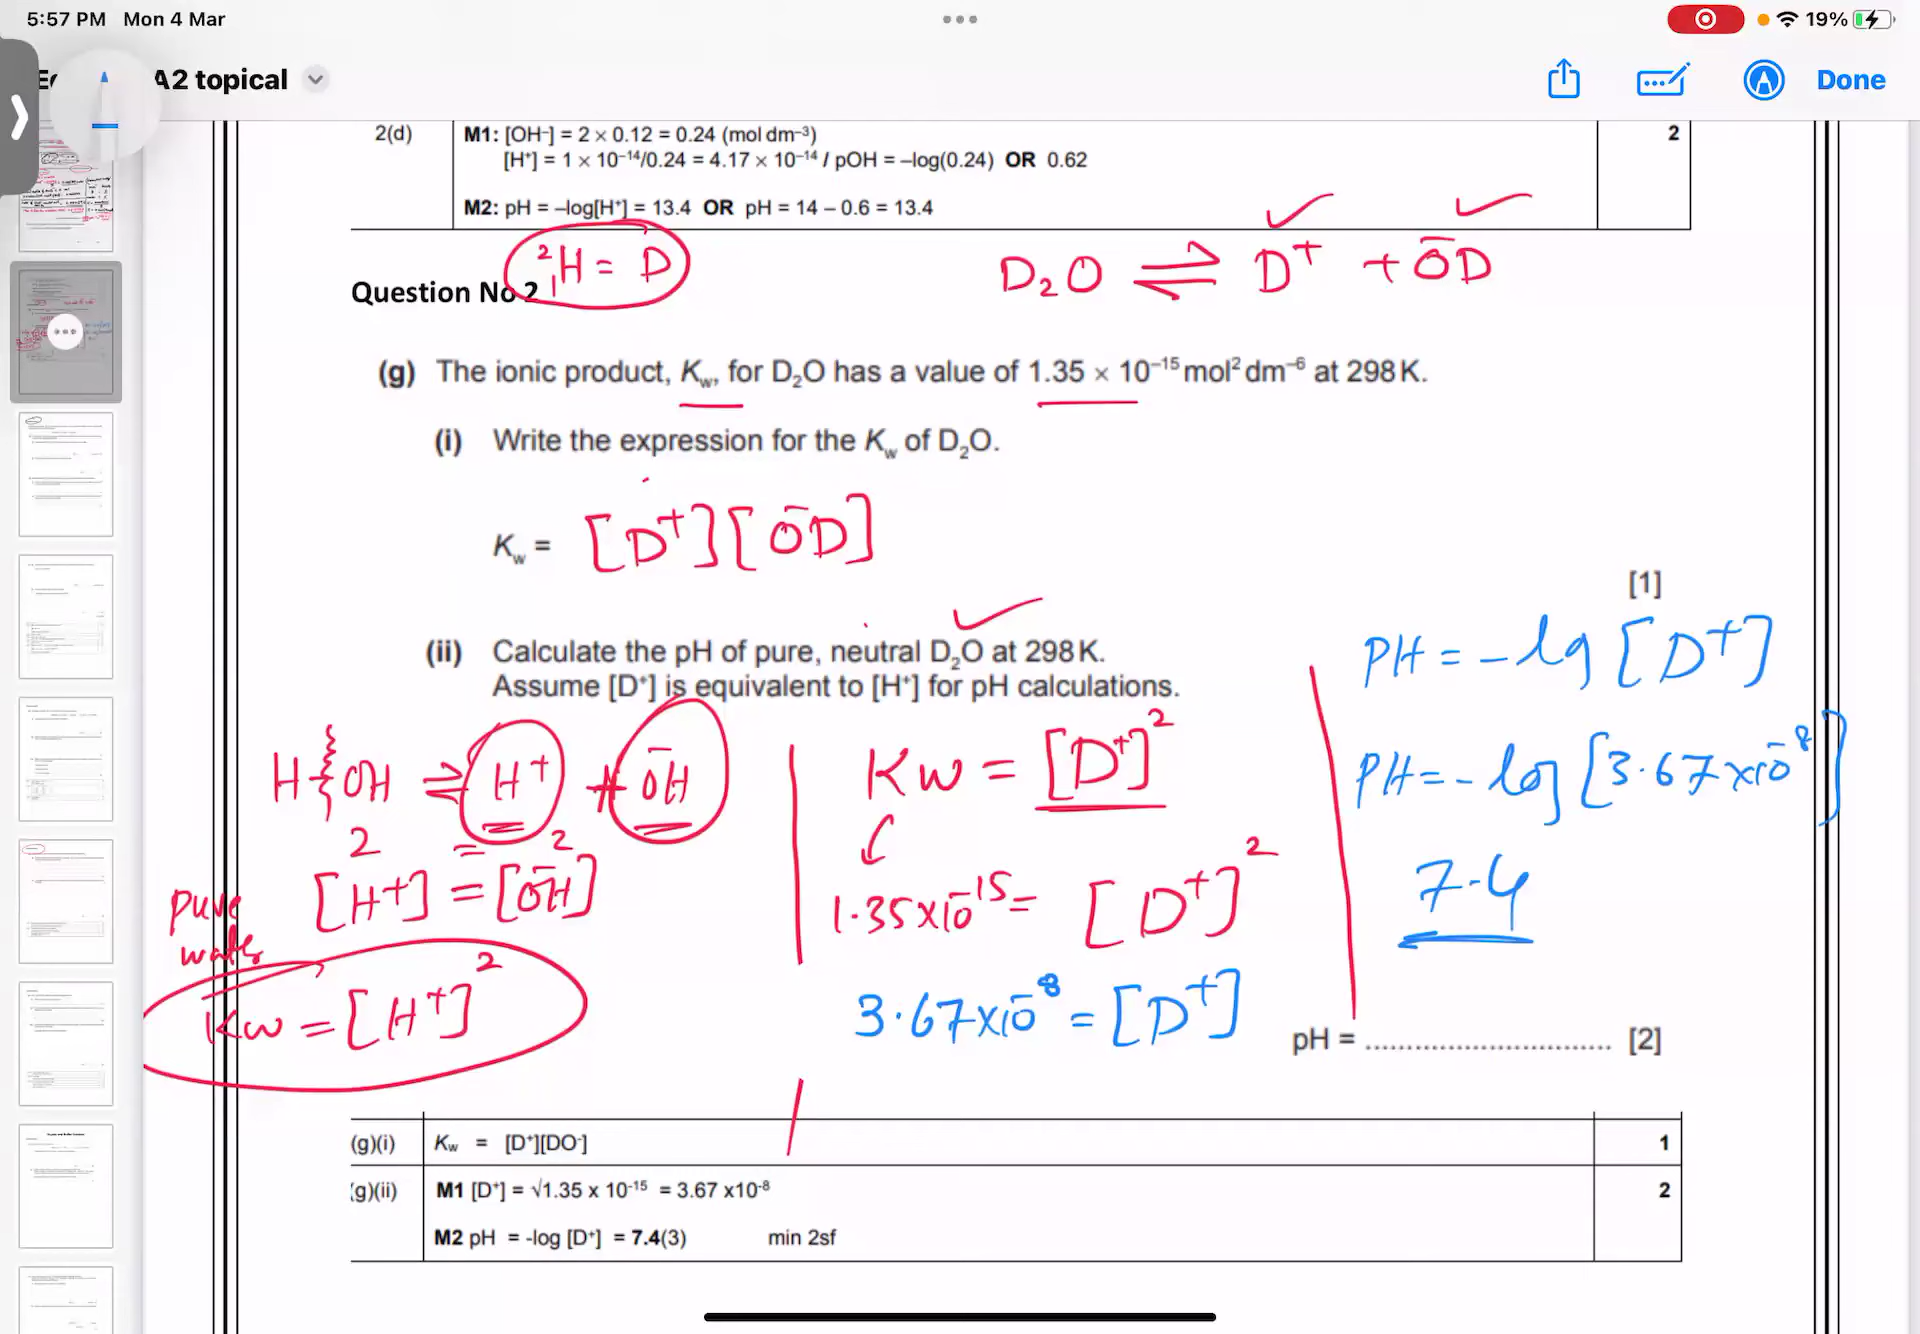 5:57 PM Mon 4 Mar
19%
A2 topical
Done
2(d) M1: [OH-] = 2 × 0.12 = 0.24 (mol dm⁻³) 2
[H⁺] = 1 × 10⁻¹⁴/0.24 = 4.17 × 10⁻¹⁴ / pOH = –log(0.24) OR 0.62
M2: pH = –log[H⁺] = 13.4 OR pH = 14 – 0.6 = 13.4
²₁H = D
D₂O ⇌ D⁺ + ŌD
Question No 2
(g) The ionic product, Kw, for D₂O has a value of 1.35 × 10⁻¹⁵ mol² dm⁻⁶ at 298 K.
(i) Write the expression for the Kw of D₂O.
Kw = [D⁺][ŌD]
[1]
(ii) Calculate the pH of pure, neutral D₂O at 298 K.
Assume [D⁺] is equivalent to [H⁺] for pH calculations.
H OH ⇌ H⁺ + ŌH
2 = 2
[H⁺] = [ŌH]
pure
water
Kw = [H⁺]²
Kw = [D⁺]²
1.35×10⁻¹⁵ = [D⁺]²
3.67×10⁻⁸ = [D⁺]
PH = - lg [D⁺]
PH = - log [3.67×10⁻⁸]
7.4
pH = .............................. [2]
(g)(i) Kw = [D⁺][DO⁻] 1
(g)(ii) M1 [D⁺] = √1.35 x 10⁻¹⁵ = 3.67 x10⁻⁸ 2
M2 pH = -log [D⁺] = 7.4(3) min 2sf